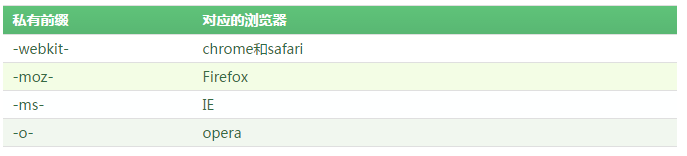 私有前缀 对应的浏览器
-webkit- chrome和safari
-moz- Firefox
-ms- IE
-o- opera